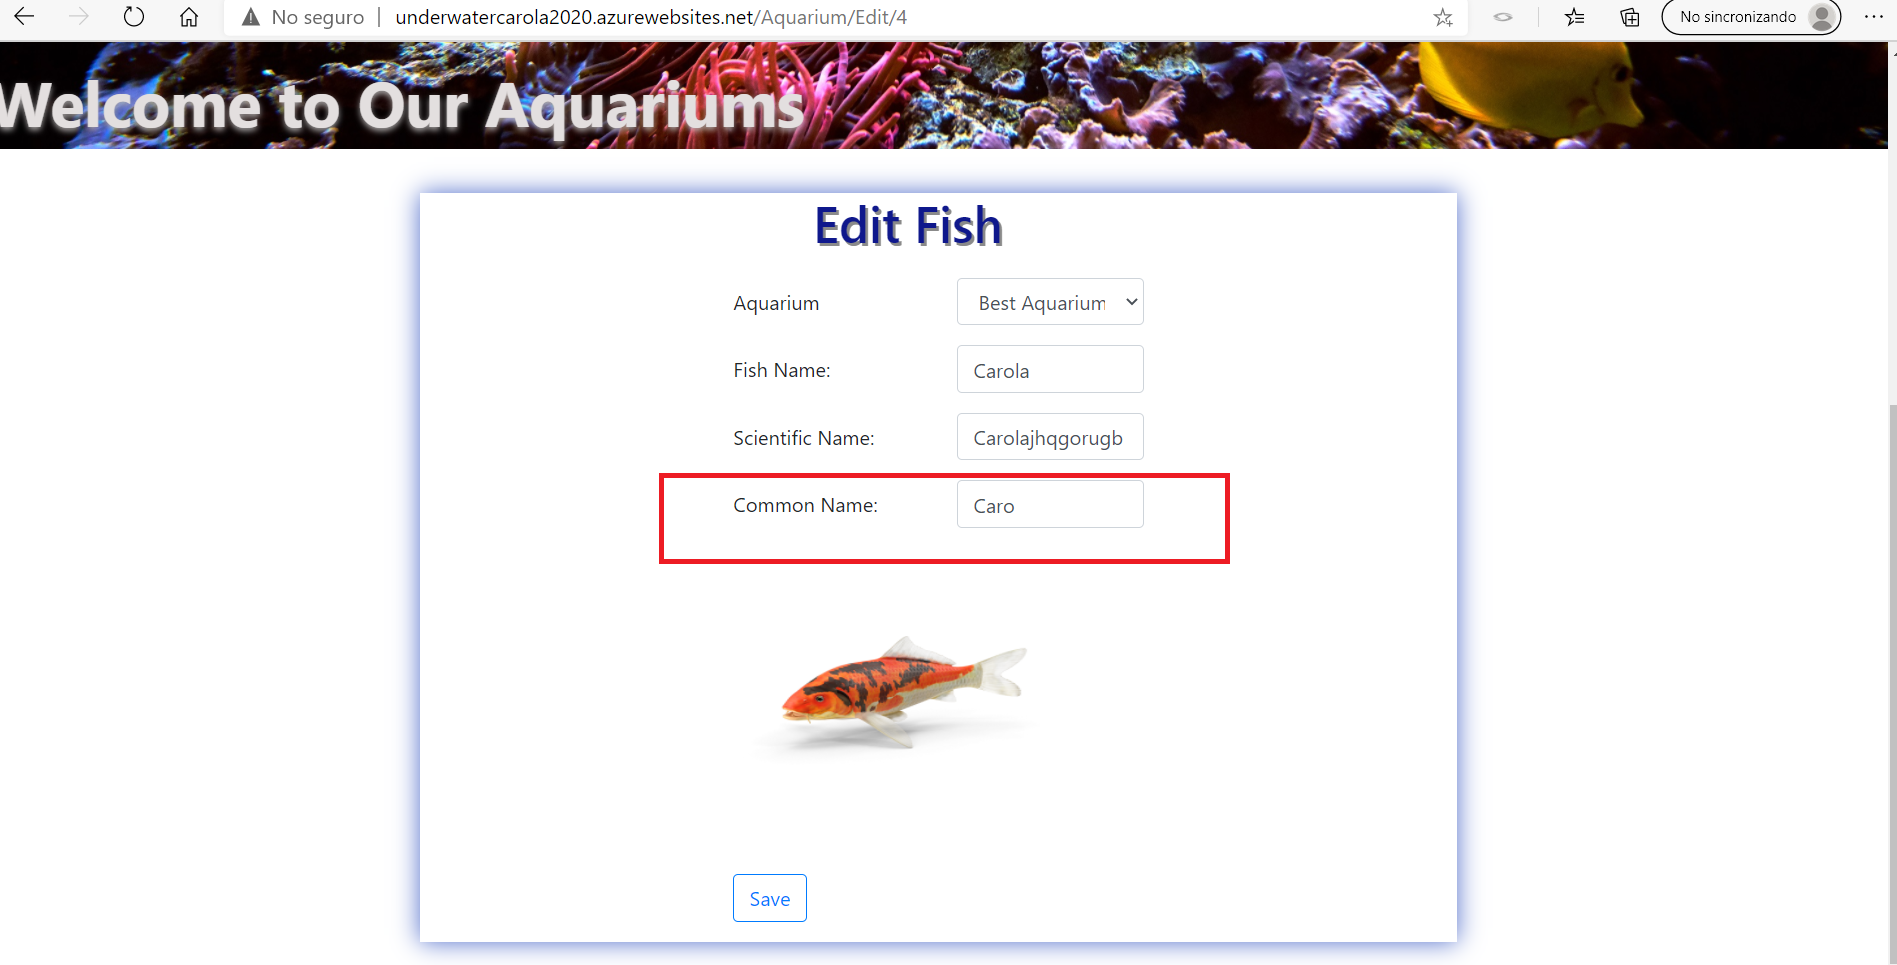 No seguro | underwatercarola2020.azurewebsites.net/Aquarium/Edit/4
No sincronizando
Welcome to Our Aquariums
Edit Fish
Aquarium Best Aquarium
Fish Name: Carola
Scientific Name: Carolajhqgorugb
Common Name: Caro
Save